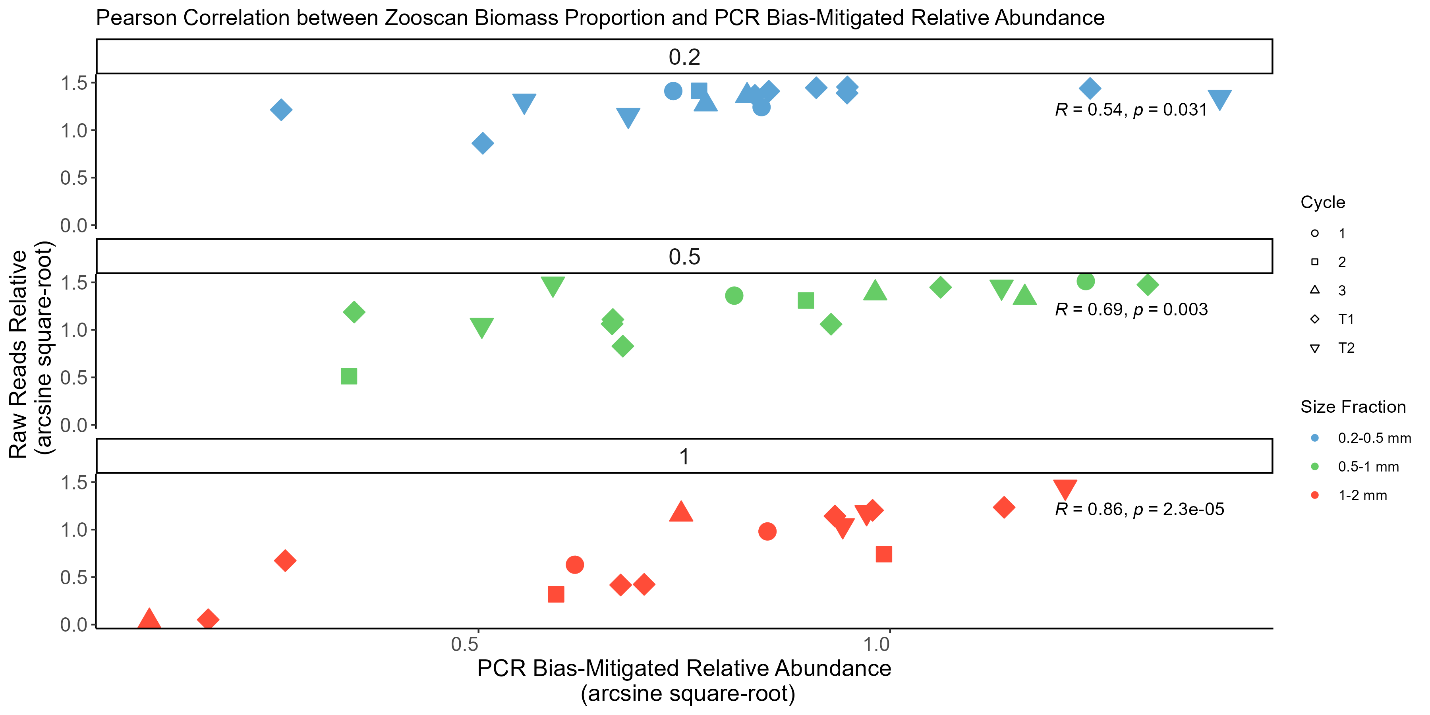 Pearson Correlation between Zooscan Biomass Proportion and PCR Bias-Mitigated Relative Abundance
0.2
1.5
1.0
0.5
0.0
R = 0.54, p = 0.031
0.5
1.5
1.0
0.5
0.0
R = 0.69, p = 0.003
1
1.5
1.0
0.5
0.0
R = 0.86, p = 2.3e-05
0.5
1.0
Raw Reads Relative
(arcsine square-root)
PCR Bias-Mitigated Relative Abundance
(arcsine square-root)
Cycle
1
2
3
T1
T2
Size Fraction
0.2-0.5 mm
0.5-1 mm
1-2 mm